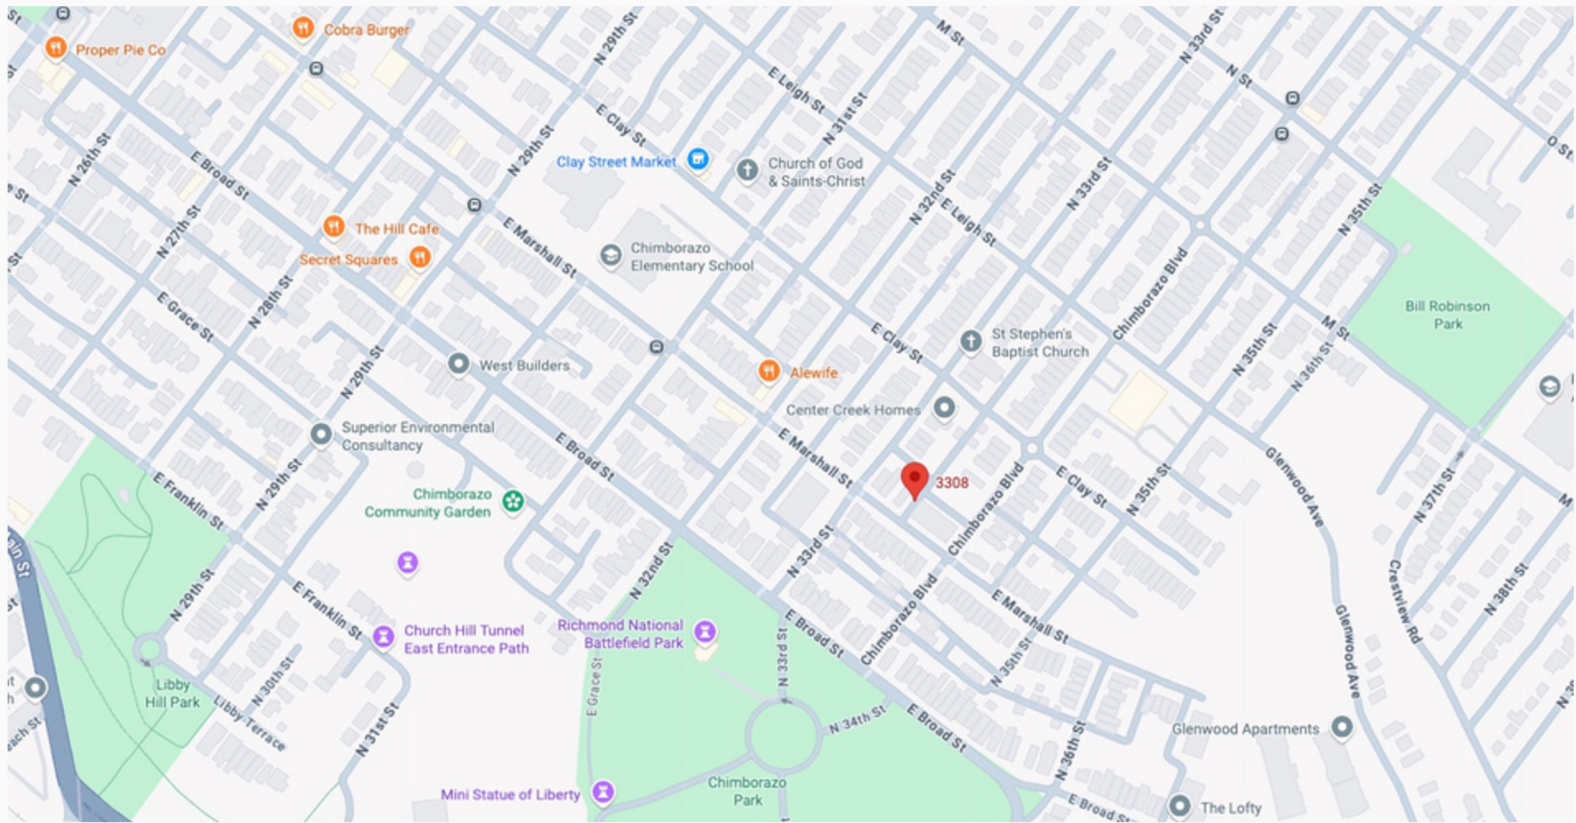 Proper Pie Co
Cobra Burger
N 29th St
M St
N 33rd St
E Leigh St
N St
E Clay St
N 31st St
N 26th St
E Broad St
N 29th St
Clay Street Market
Church of God
& Saints-Christ
N 32nd St
E Leigh St
N 33rd St
N 35th St
N 27th St
The Hill Cafe
Secret Squares
E Marshall St
Chimborazo
Elementary School
Chimborazo Blvd
Bill Robinson
Park
E Grace St
N 28th St
E Clay St
St Stephen's
Baptist Church
M St
N 35th St
N 36th St
West Builders
N 29th St
Alewife
Center Creek Homes
Superior Environmental
Consultancy
E Broad St
E Marshall St
3308
E Clay St
N 35th St
Glenwood Ave
N 37th St
E Franklin St
N 29th St
Chimborazo
Community Garden
Chimborazo Blvd
N 33rd St
N 32nd St
Crestview Rd
N 38th St
N 29th St
E Franklin St
Church Hill Tunnel
East Entrance Path
Richmond National
Battlefield Park
N 33rd St
E Broad St
Chimborazo Blvd
E Marshall St
N 35th St
Glenwood Ave
Libby
Hill Park
N 30th St
Libby Terrace
N 31st St
E Grace St
N 34th St
E Broad St
N 36th St
Glenwood Apartments
Mini Statue of Liberty
Chimborazo
Park
E Broad St
The Lofty